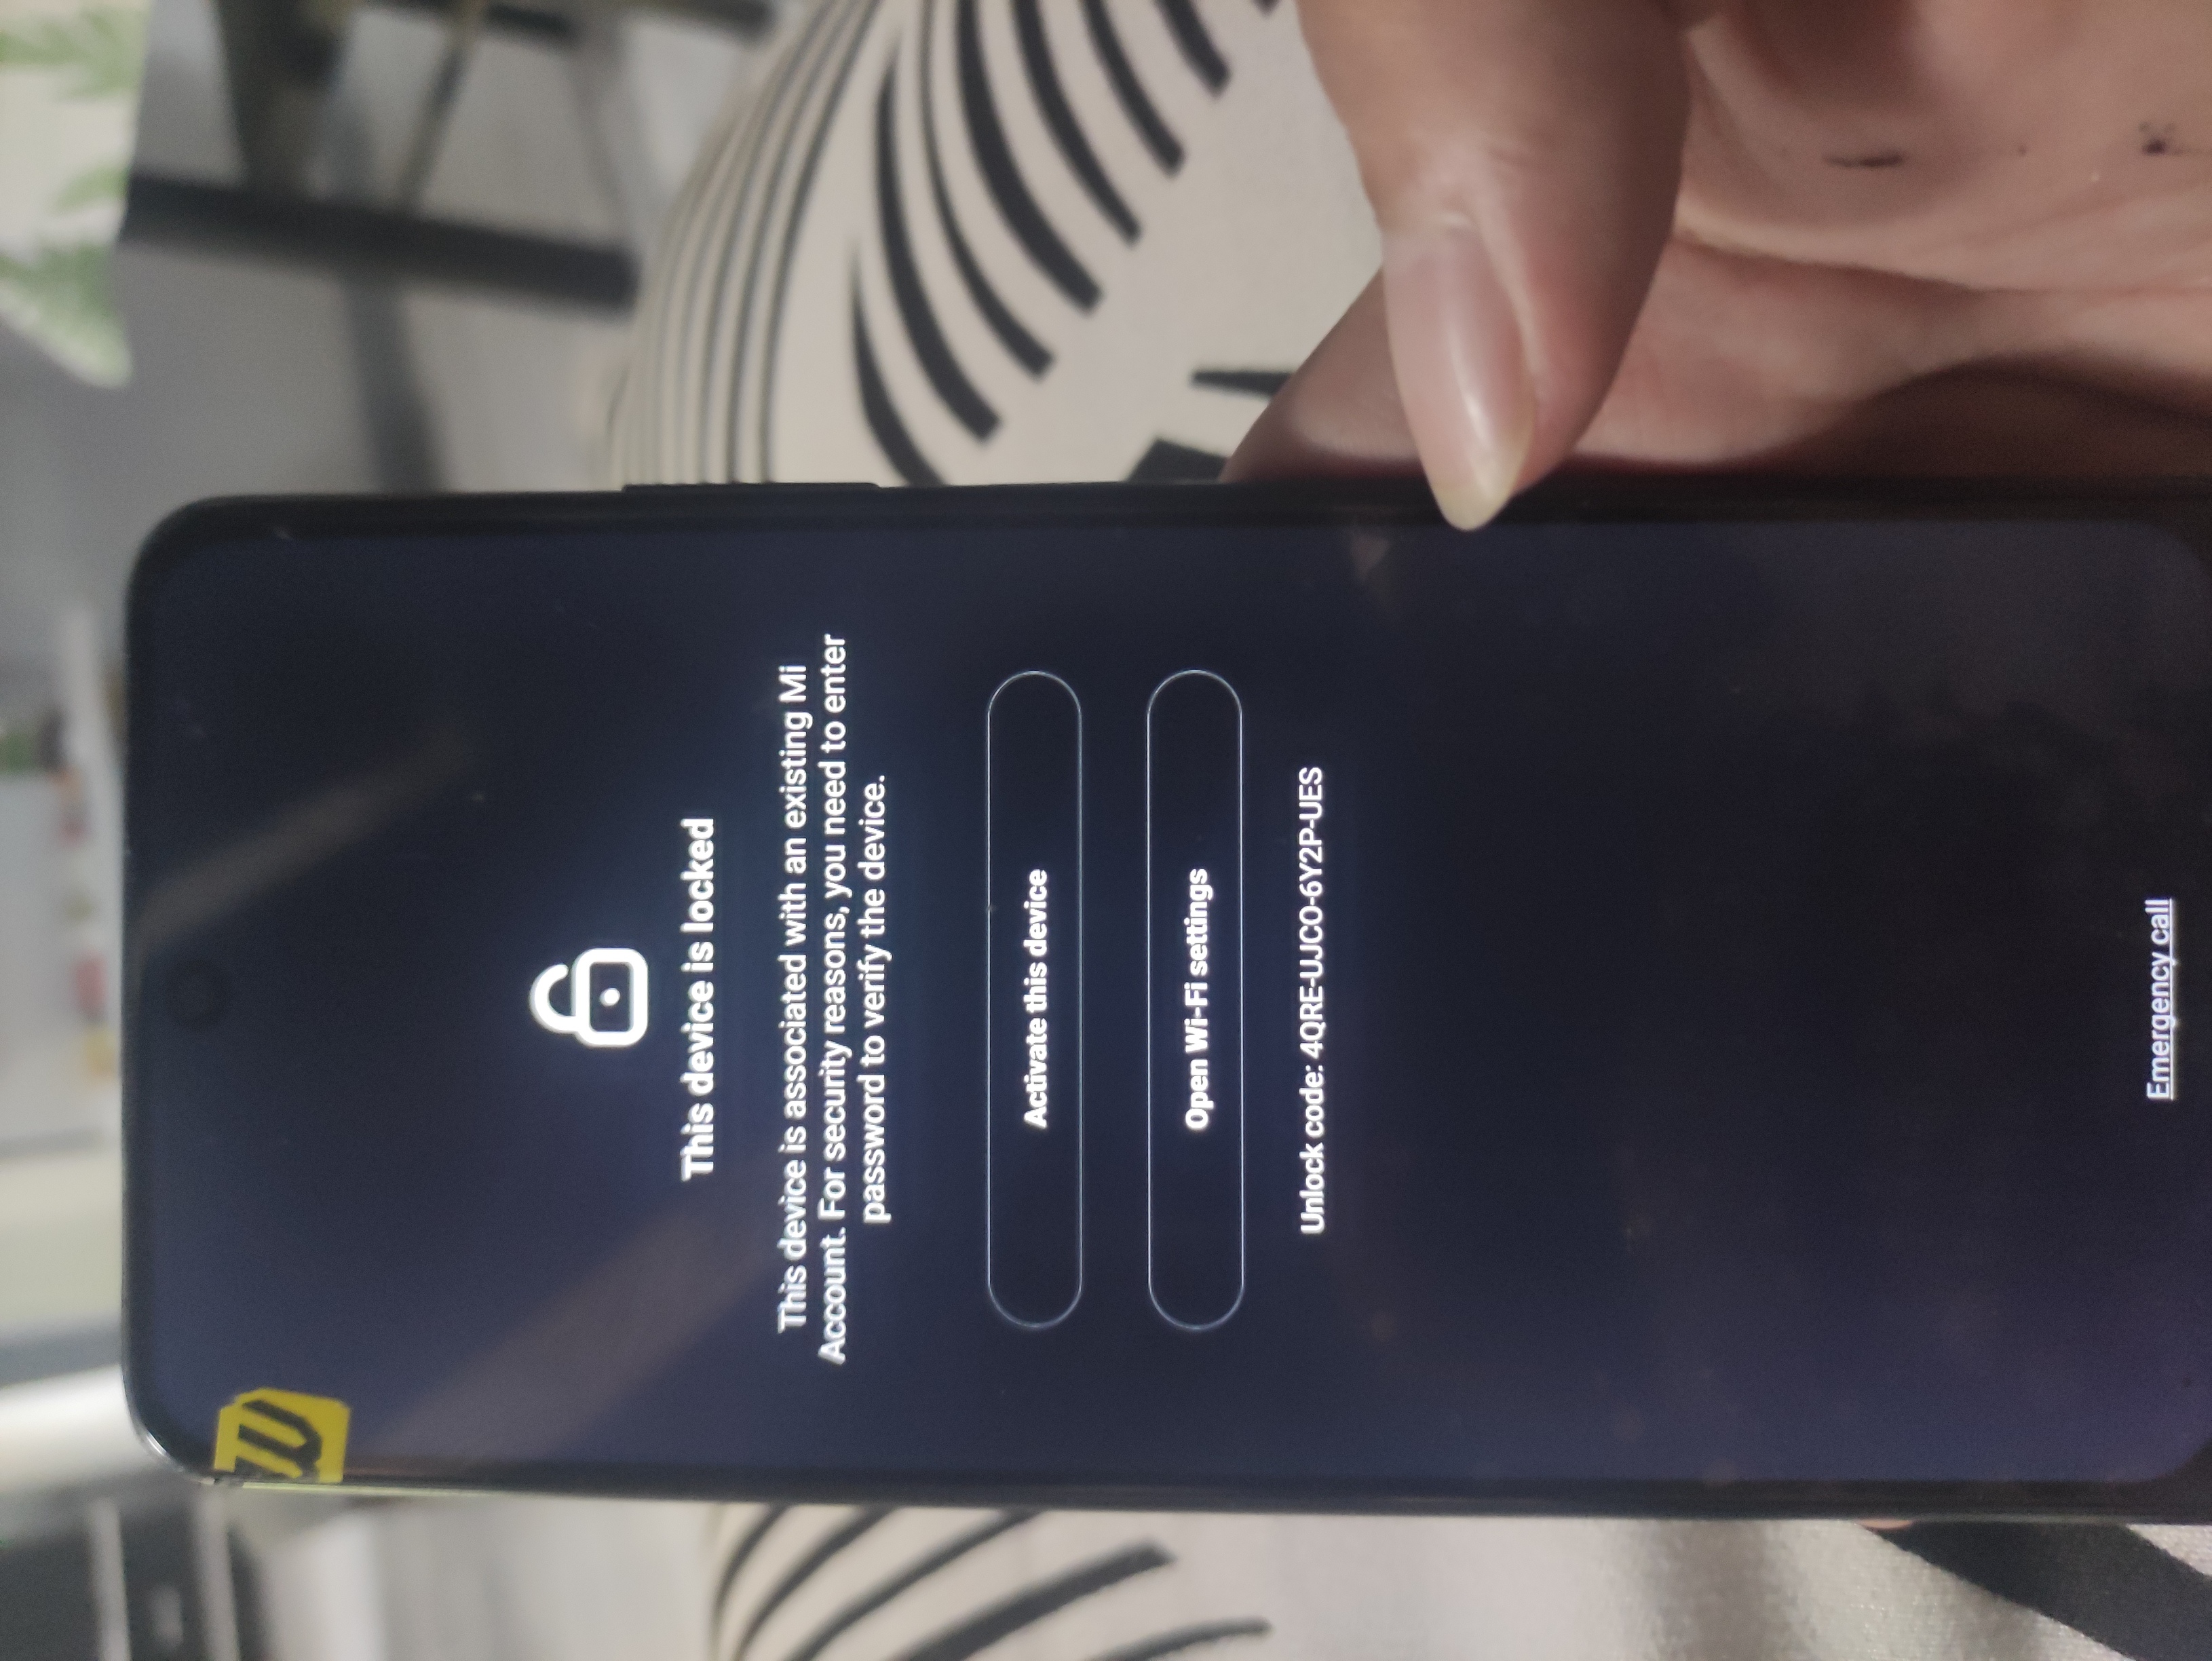 This device is locked
This device is associated with an existing Mi
Account. For security reasons, you need to enter
password to verify the device.
Activate this device
Open Wi-Fi settings
Unlock code: 4QRE-UJCO-6Y2P-UES
Emergency call